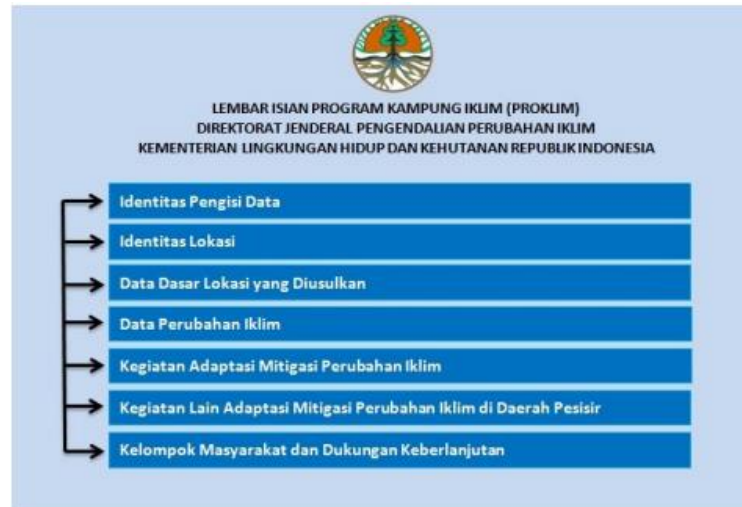 LEMBAR ISIAN PROGRAM KAMPUNG IKLIM (PROKLIM)
DIREKTORAT JENDERAL PENGENDALIAN PERUBAHAN IKLIM
KEMENTERIAN LINGKUNGAN HIDUP DAN KEHUTANAN REPUBLIK INDONESIA
Identitas Pengisi Data
Identitas Lokasi
Data Dasar Lokasi yang Diusulkan
Data Perubahan Iklim
Kegiatan Adaptasi Mitigasi Perubahan Iklim
Kegiatan Lain Adaptasi Mitigasi Perubahan Iklim di Daerah Pesisir
Kelompok Masyarakat dan Dukungan Keberlanjutan